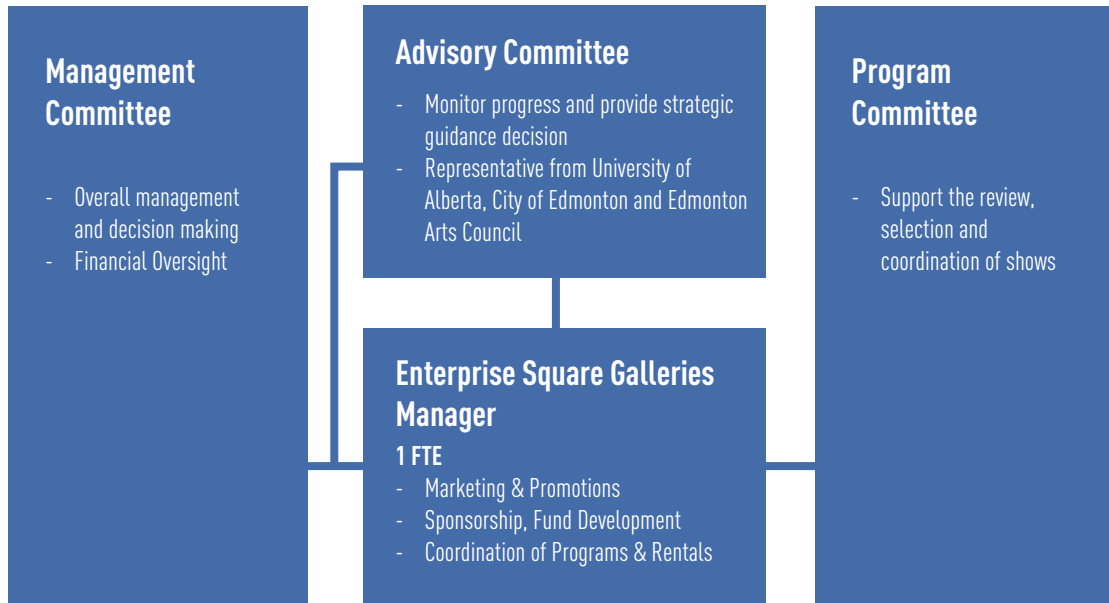 Management
Committee
- Overall management
and decision making
- Financial Oversight
Advisory Committee
- Monitor progress and provide strategic
guidance decision
- Representative from University of
Alberta, City of Edmonton and Edmonton
Arts Council
Enterprise Square Galleries
Manager
1 FTE
- Marketing & Promotions
- Sponsorship, Fund Development
- Coordination of Programs & Rentals
Program
Committee
- Support the review,
selection and
coordination of shows